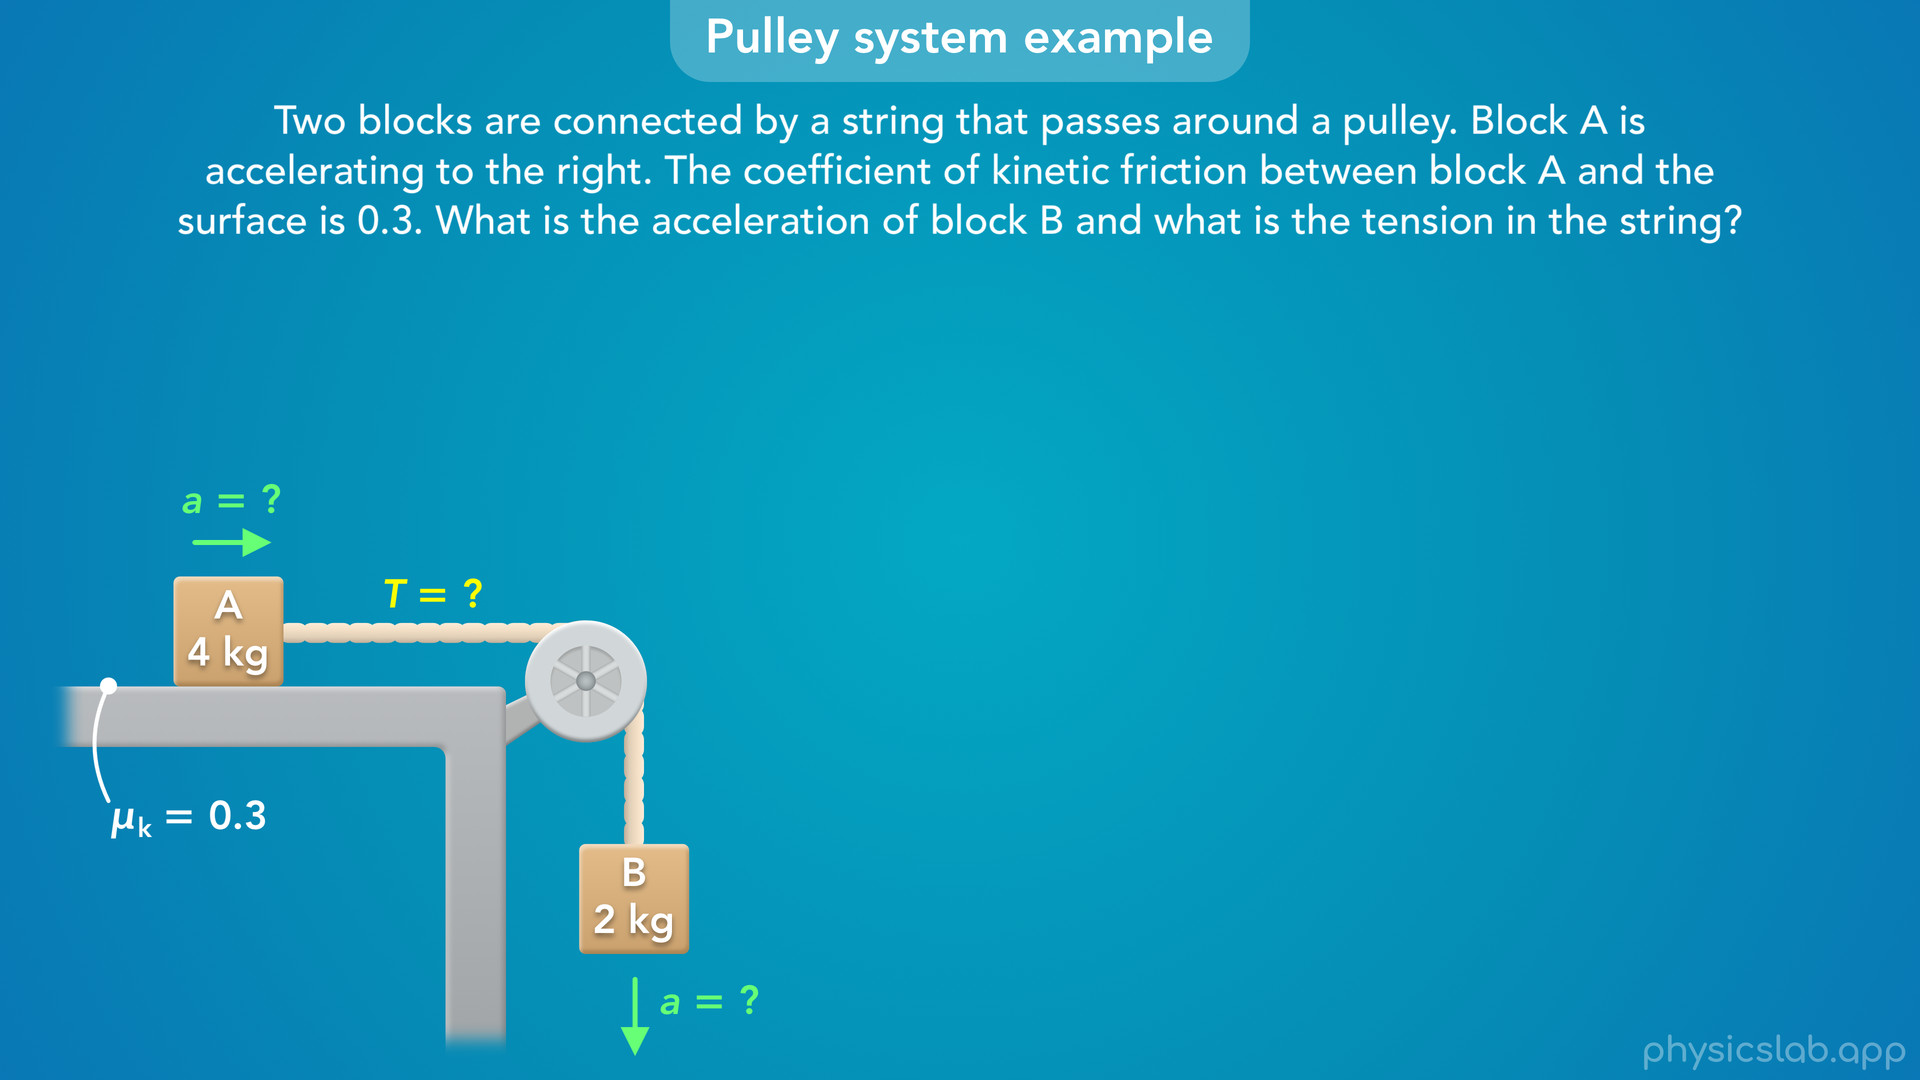 Pulley system example
Two blocks are connected by a string that passes around a pulley. Block A is
accelerating to the right. The coefficient of kinetic friction between block A and the
surface is 0.3. What is the acceleration of block B and what is the tension in the string?
a = ?
T = ?
A
4 kg
μk = 0.3
B
2 kg
a = ?
physicslab.app